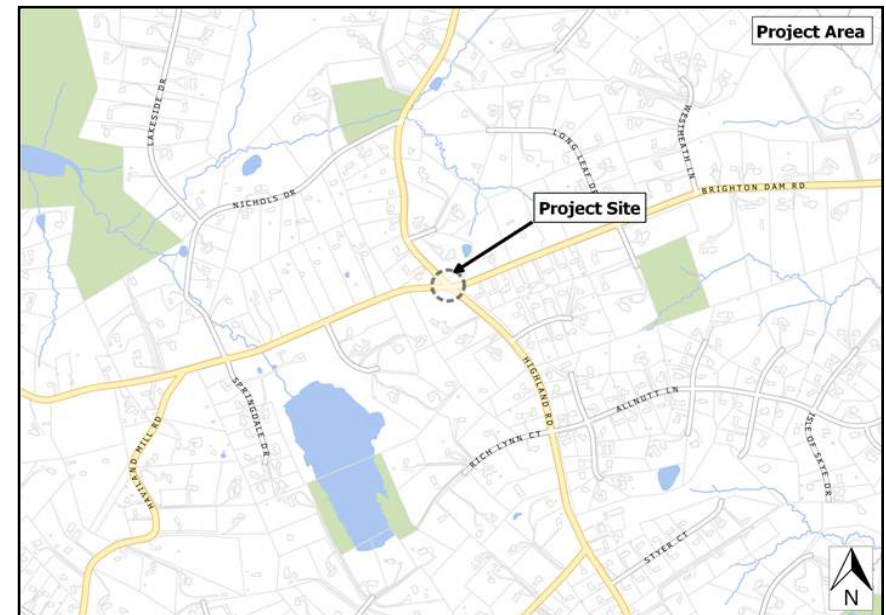 Project Area
LAKESIDE DR
NICHOLS DR
LONG LEAF DR
WESTMEATH LN
BRIGHTON DAM RD
Project Site
HIGHLAND RD
SPRINGDALE DR
ALLNUTT LN
RICH LYNN CT
HAVILAND MILL RD
ISLE OF SKYE DR
STYER CT
N